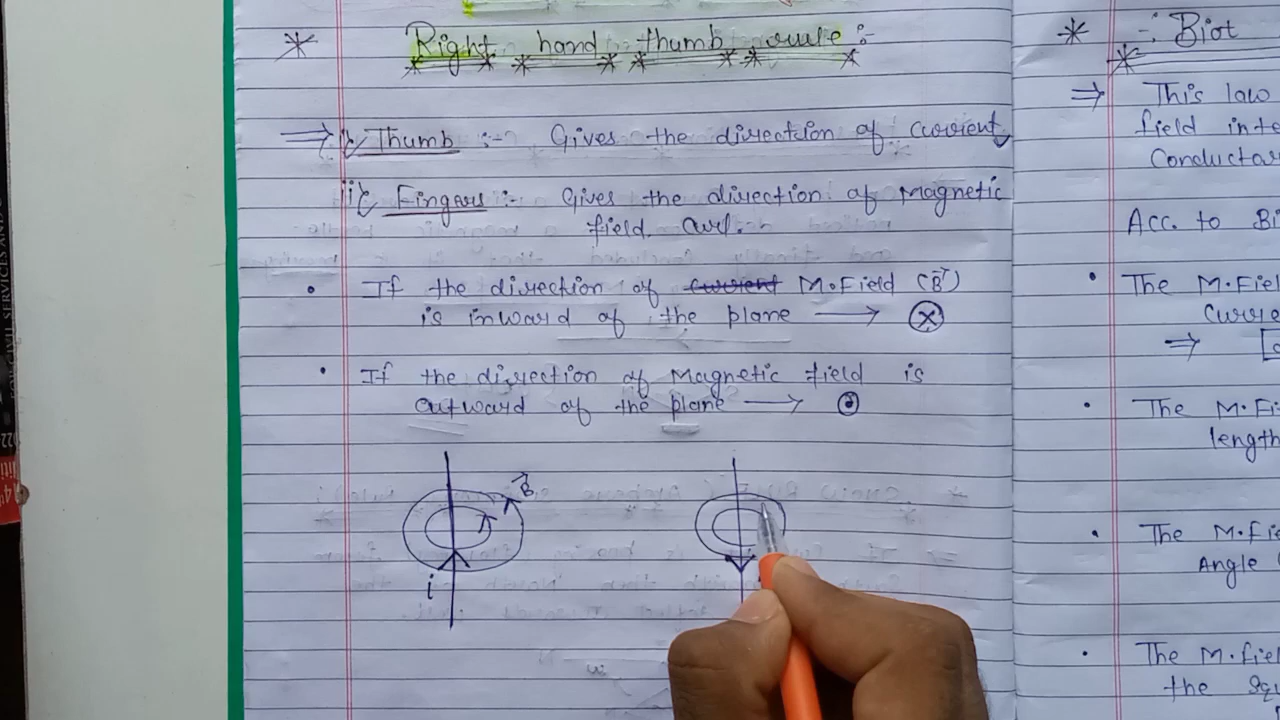 * Right hand thumb rule :-
⇒ i) Thumb :- Gives the direction of current
ii) Fingers :- Gives the direction of Magnetic
field curl.
• If the direction of current M.Field (B⃗)
is inward of the plane → ⊗
• If the direction of Magnetic field is
outward of the plane → ⊙
B⃗
i
* -: Biot
⇒ This law
field inte
Conductor
Acc. to Bi
• The M.Fiel
Curre
⇒ [d
• The M.Fi
length
• The M.fie
Angle
• The M.fiel
the squ